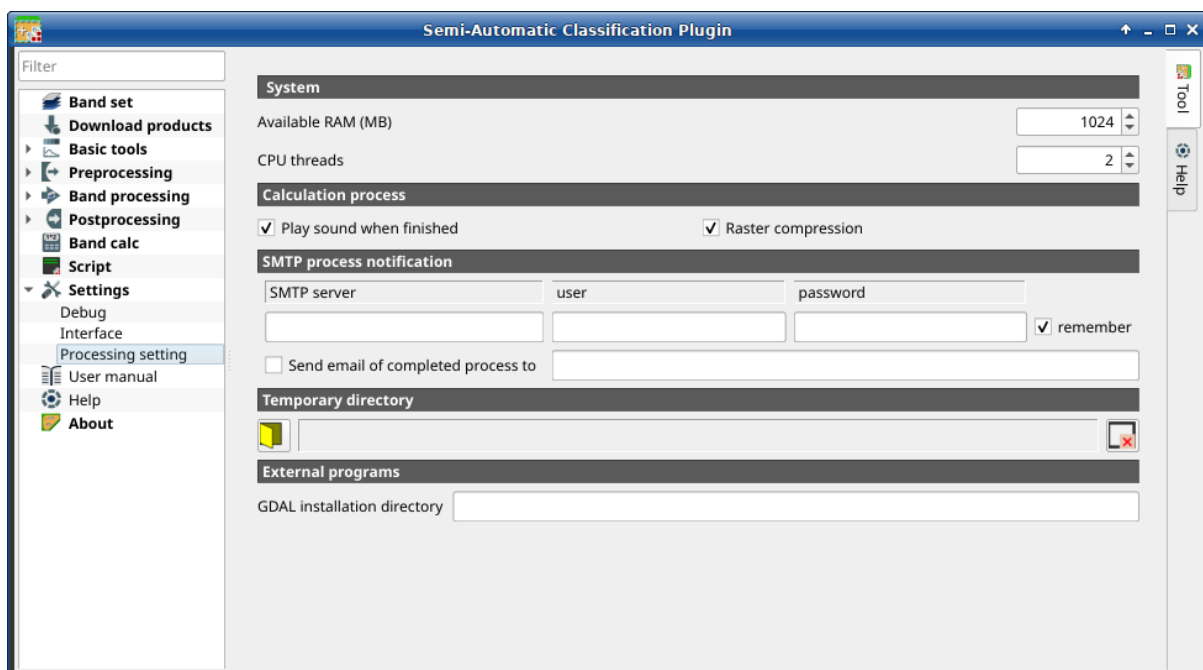 Semi-Automatic Classification Plugin
Filter
Band set
Download products
Basic tools
Preprocessing
Band processing
Postprocessing
Band calc
Script
Settings
Debug
Interface
Processing setting
User manual
Help
About
System
Available RAM (MB)
1024
CPU threads
2
Calculation process
Play sound when finished
Raster compression
SMTP process notification
SMTP server
user
password
remember
Send email of completed process to
Temporary directory
External programs
GDAL installation directory
Tool
Help